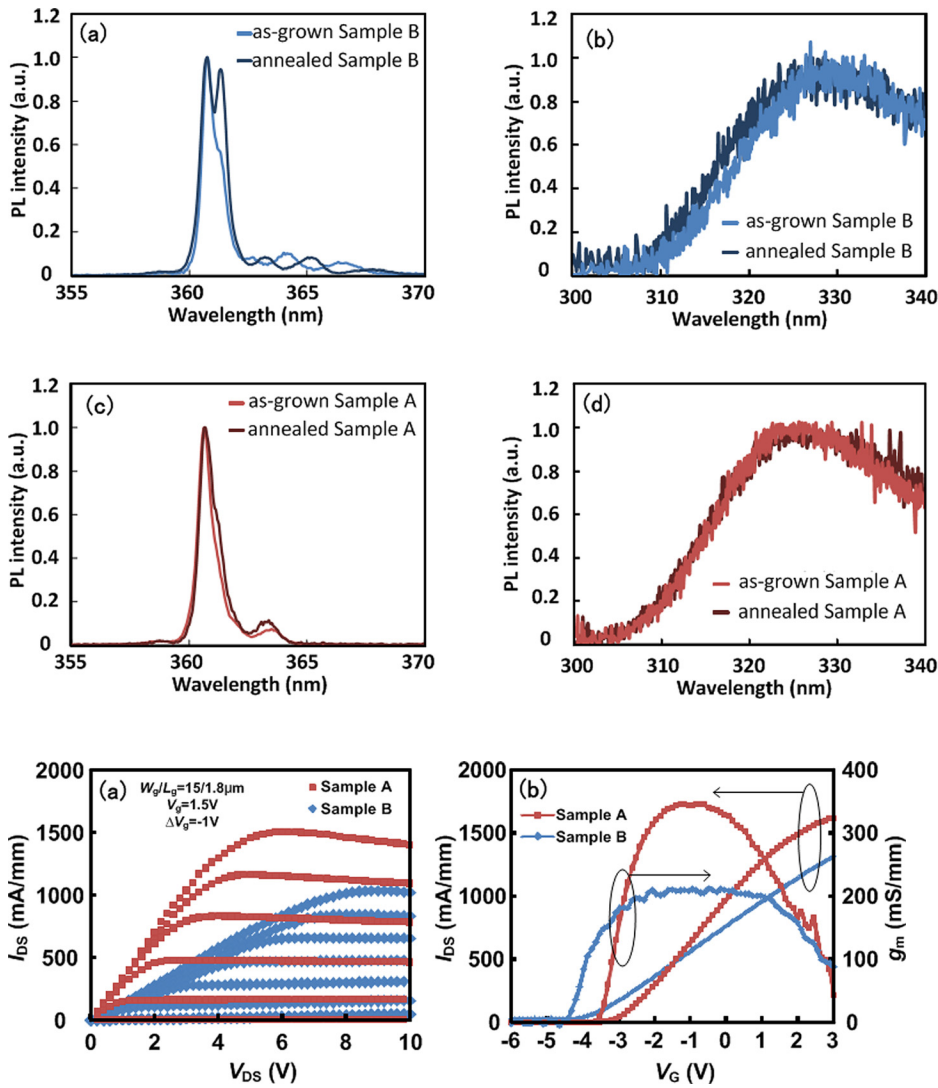 (a)
as-grown Sample B
annealed Sample B
PL intensity (a.u.)
1.2
1.0
0.8
0.6
0.4
0.2
0
355
360
365
370
Wavelength (nm)
(b)
as-grown Sample B
annealed Sample B
PL intensity (a.u.)
1.2
1.0
0.8
0.6
0.4
0.2
0
300
310
320
330
340
Wavelength (nm)
(c)
as-grown Sample A
annealed Sample A
PL intensity (a.u.)
1.2
1.0
0.8
0.6
0.4
0.2
0
355
360
365
370
Wavelength (nm)
(d)
as-grown Sample A
annealed Sample A
PL intensity (a.u.)
1.2
1.0
0.8
0.6
0.4
0.2
0
300
310
320
330
340
Wavelength (nm)
(a)
Wg/Lg=15/1.8μm
Vg=1.5V
ΔVg=-1V
Sample A
Sample B
IDS (mA/mm)
2000
1500
1000
500
0
0
2
4
6
8
10
VDS (V)
(b)
Sample A
Sample B
IDS (mA/mm)
2000
1500
1000
500
0
-6
-5
-4
-3
-2
-1
0
1
2
3
VG (V)
400
300
200
100
0
gm (mS/mm)